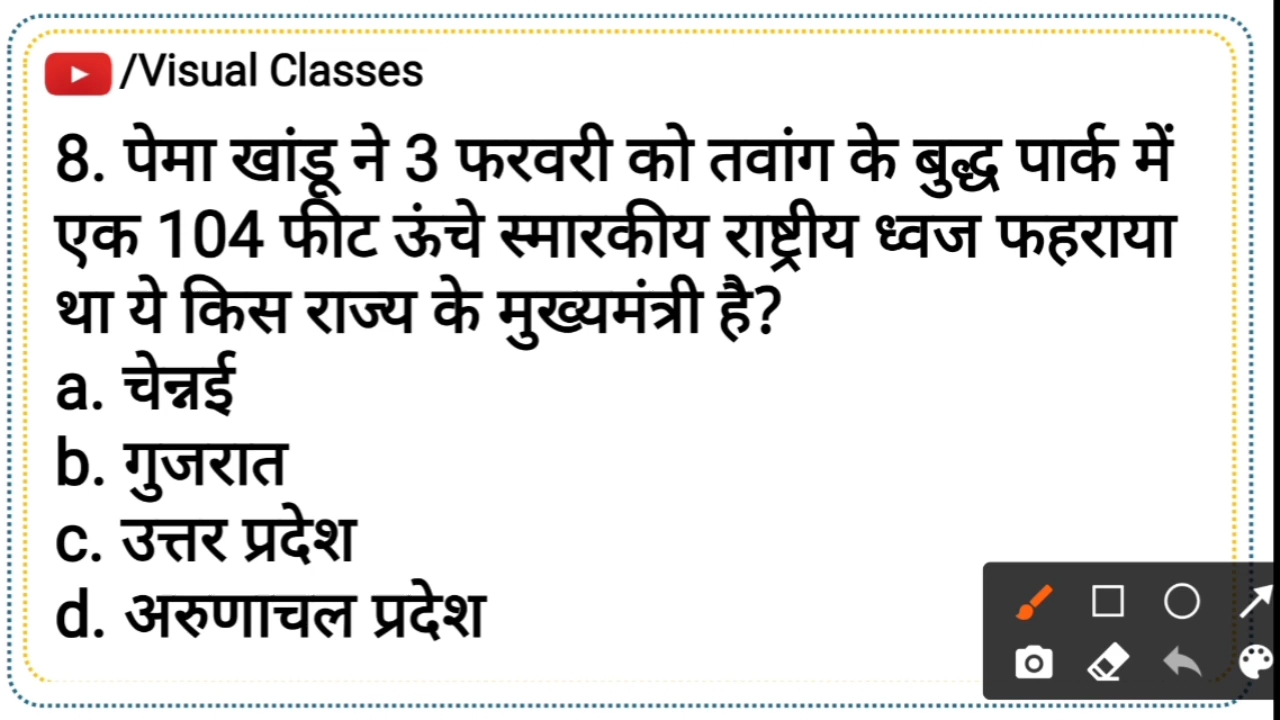 /Visual Classes
8. पेमा खांडू ने 3 फरवरी को तवांग के बुद्ध पार्क में
एक 104 फीट ऊंचे स्मारकीय राष्ट्रीय ध्वज फहराया
था ये किस राज्य के मुख्यमंत्री है?
a. चेन्नई
b. गुजरात
c. उत्तर प्रदेश
d. अरुणाचल प्रदेश